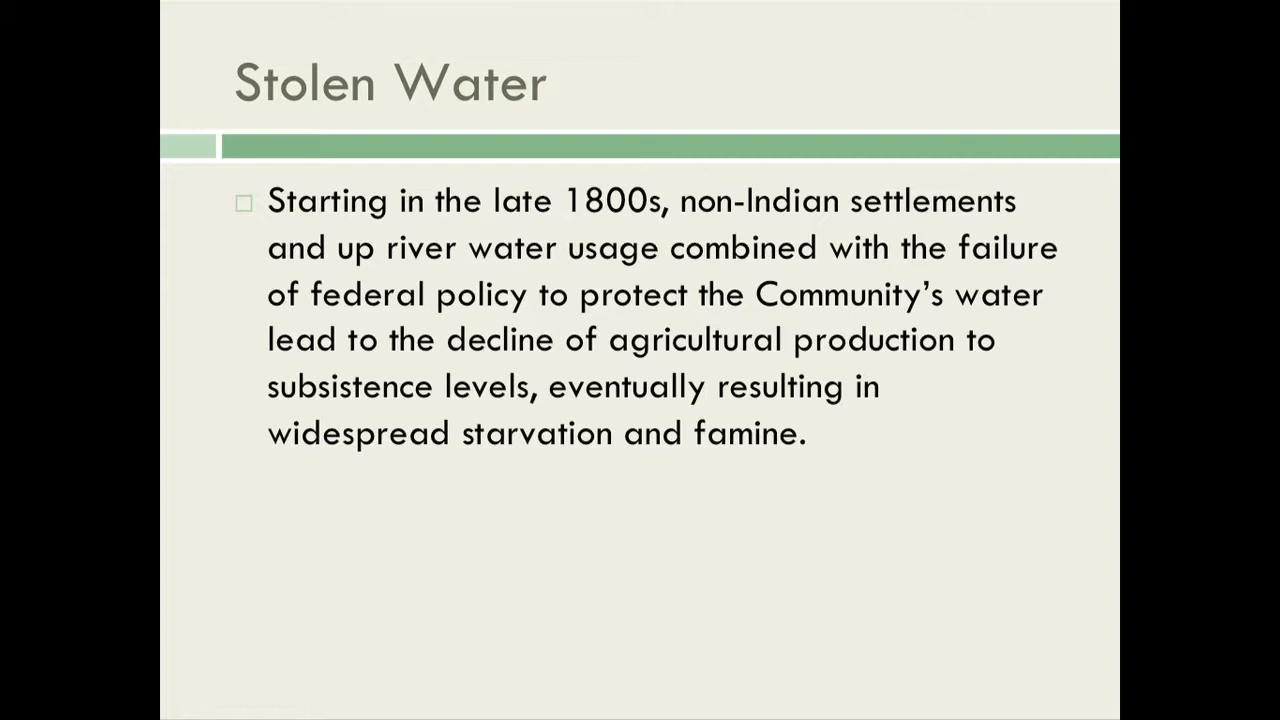 Stolen Water
Starting in the late 1800s, non-Indian settlements
and up river water usage combined with the failure
of federal policy to protect the Community’s water
lead to the decline of agricultural production to
subsistence levels, eventually resulting in
widespread starvation and famine.